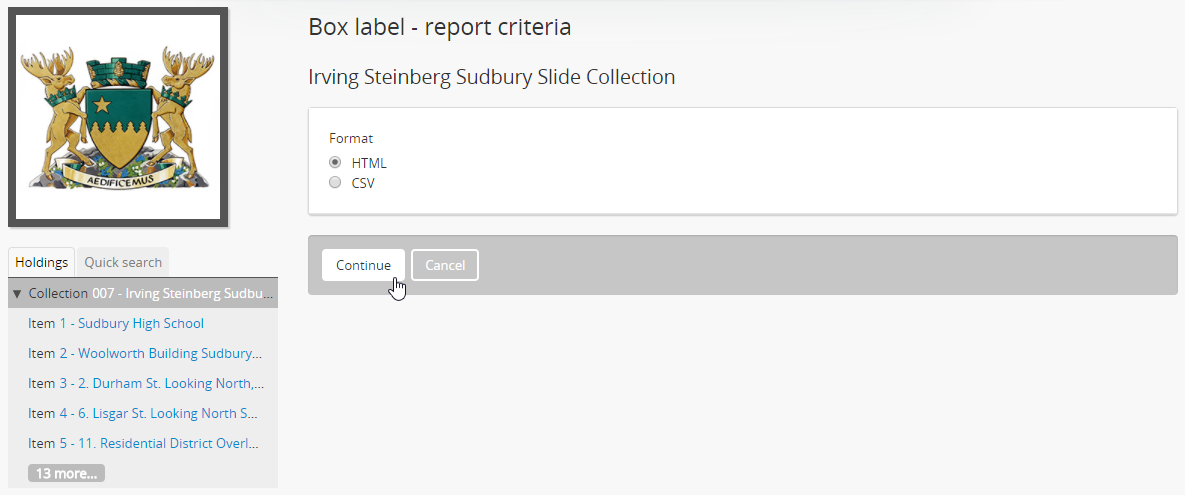 AEDIFICEMUS
Holdings
Quick search
▼ Collection 007 - Irving Steinberg Sudbu...
Item 1 - Sudbury High School
Item 2 - Woolworth Building Sudbury...
Item 3 - 2. Durham St. Looking North,...
Item 4 - 6. Lisgar St. Looking North S...
Item 5 - 11. Residential District Overl...
13 more...
Box label - report criteria
Irving Steinberg Sudbury Slide Collection
Format
HTML
CSV
Continue
Cancel